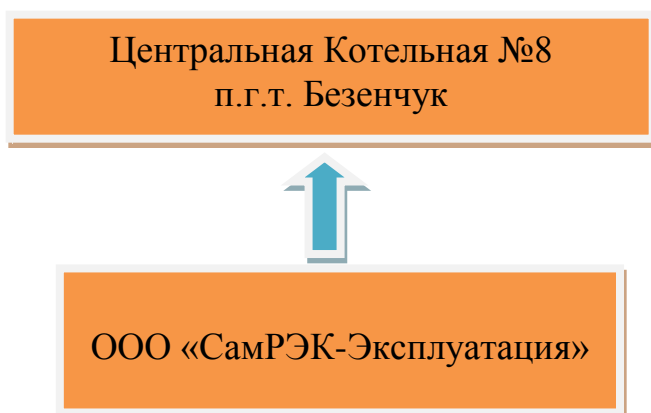 Центральная Котельная №8
п.г.т. Безенчук
ООО «СамРЭК-Эксплуатация»